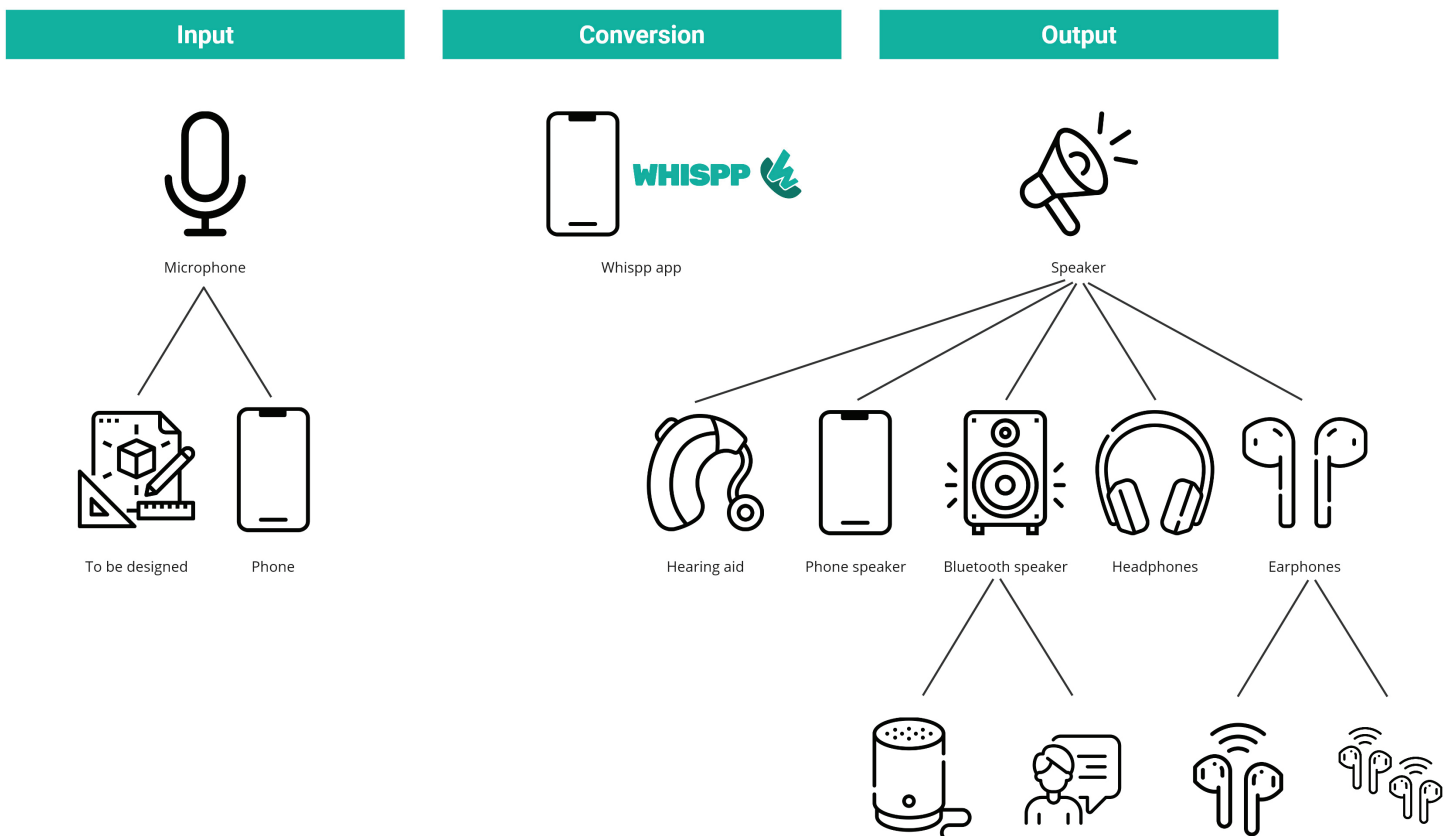 Input
Conversion
Output
WHISPP
Microphone
Whispp app
Speaker
To be designed
Phone
Hearing aid
Phone speaker
Bluetooth speaker
Headphones
Earphones